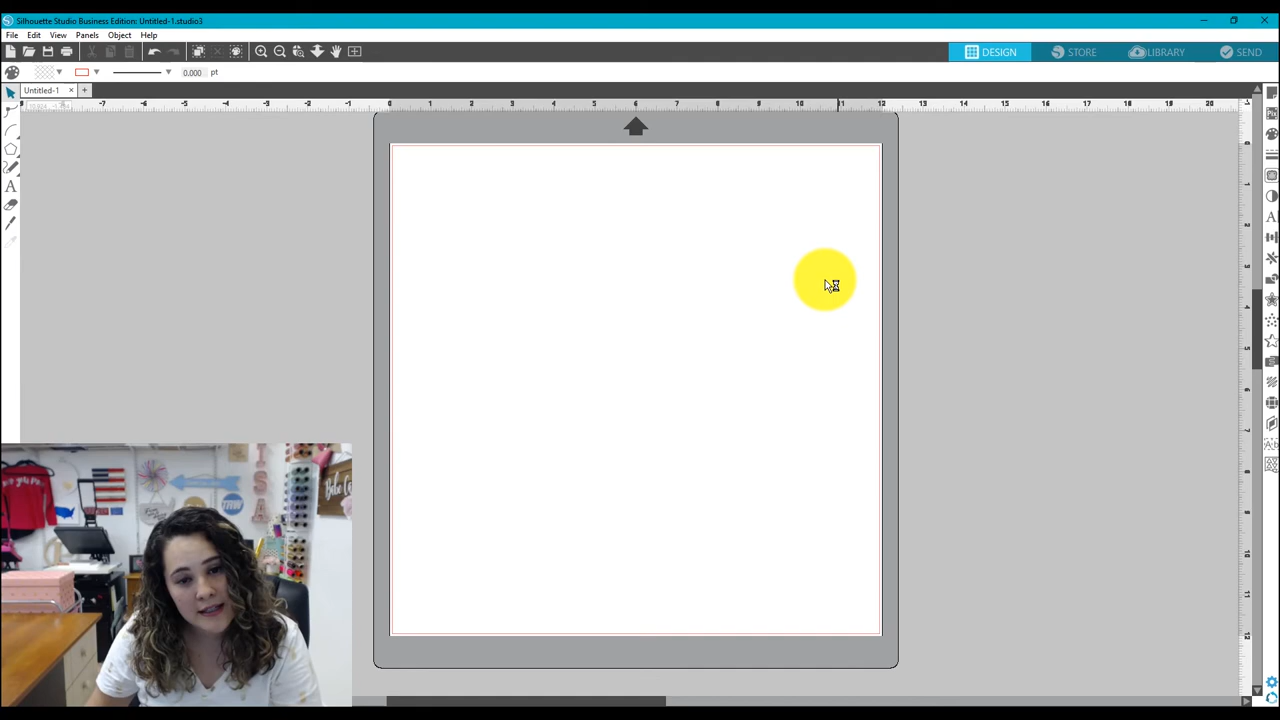 Silhouette Studio Business Edition: Untitled-1.studio3
File Edit View Panels Object Help
DESIGN STORE LIBRARY SEND
0.000 pt
Untitled-1
-7 -6 -5 -4 -3 -2 -1 0 1 2 3 4 5 6 7 8 9 10 11 12 13 14 15 16 17 18 19 20
I
S
A